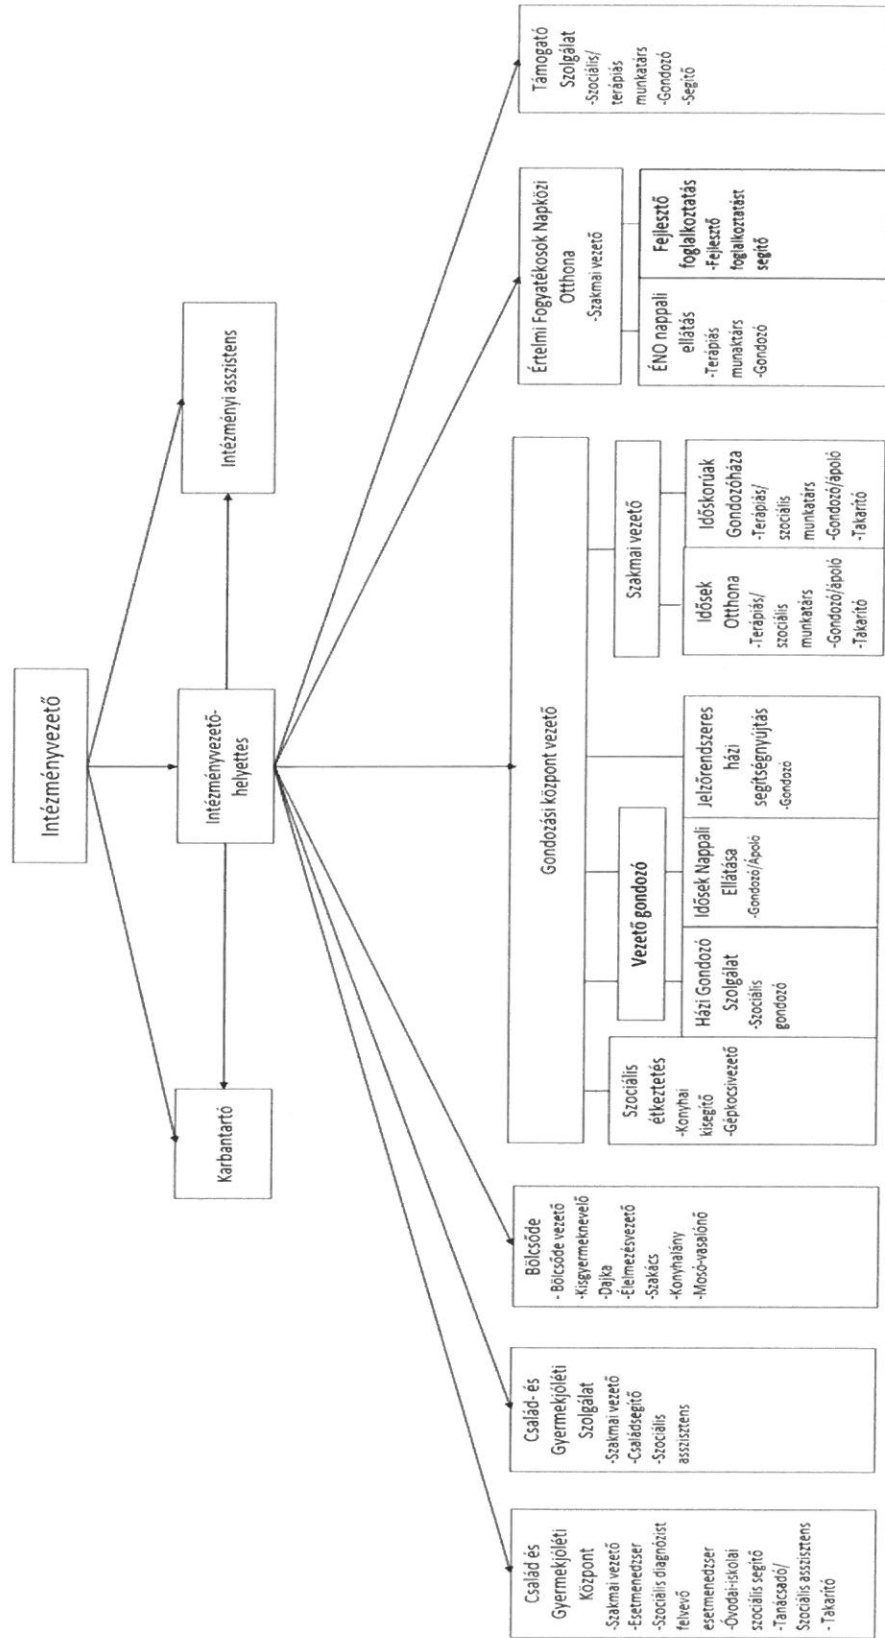 Intézményvezető
Karbantartó
Intézményvezető-
helyettes
Intézményi asszisztens
Család és
Gyermekjóléti
Központ
-Szakmai vezető
-Esetmenedzser
-Szociális diagnózist
felvevő
esetmenedzser
-Óvodai-iskolai
szociális segítő
-Tanácsadó/
Szociális asszisztens
-Takarító
Család- és
Gyermekjóléti
Szolgálat
-Szakmai vezető
-Családsegítő
-Szociális
asszisztens
Bölcsőde
- Bölcsőde vezető
-Kisgyermeknevelő
-Dajka
-Élelmezésvezető
-Szakács
-Konyhalány
-Mosó-vasalónő
Gondozási központ vezető
Szociális
étkeztetés
-Konyhai
kisegítő
-Gépkocsivezető
Vezető gondozó
Házi Gondozó
Szolgálat
-Szociális
gondozó
Idősek Nappali
Ellátása
-Gondozó/Ápoló
Jelzőrendszeres
házi
segítségnyújtás
-Gondozó
Szakmai vezető
Idősek
Otthona
-Terápiás/
szociális
munkatárs
-Gondozó/ápoló
-Takarító
Időskorúak
Gondozóháza
-Terápiás/
szociális
munkatárs
-Gondozó/ápoló
-Takarító
Értelmi Fogyatékosok Napközi
Otthona
-Szakmai vezető
ÉNO nappali
ellátás
-Terápiás
munaktárs
-Gondozó
Fejlesztő
foglalkoztatás
-Fejlesztő
foglalkoztatást
segítő
Támogató
Szolgálat
-Szociális/
terápiás
munkatárs
-Gondozó
-Segítő